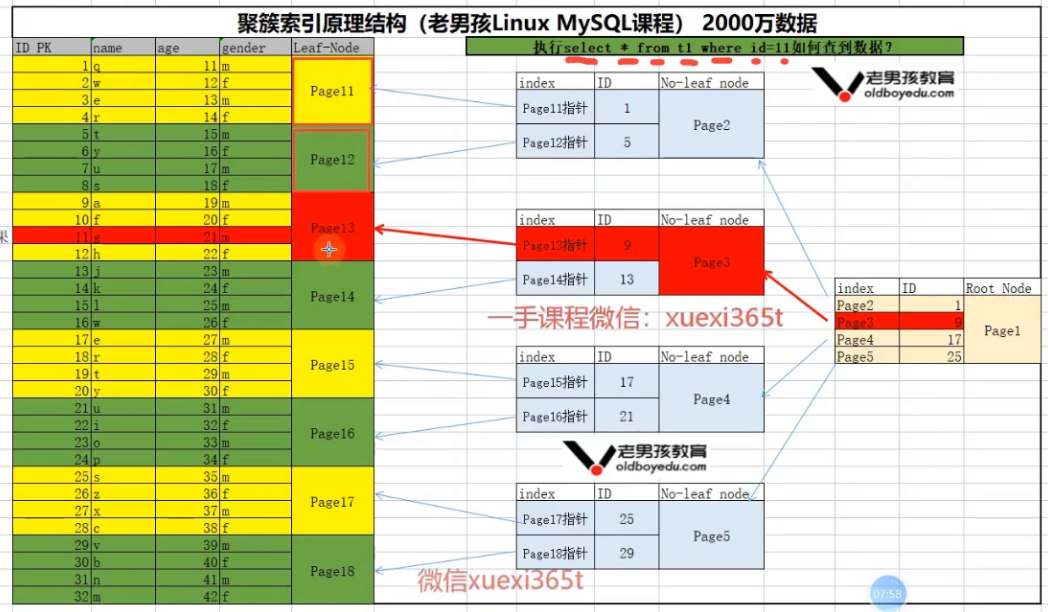 聚簇索引原理结构（老男孩Linux MySQL课程） 2000万数据
ID PK name age gender Leaf-Node
1 q 11 m
2 w 12 f
3 e 13 m
4 r 14 f
Page11
5 t 15 m
6 y 16 f
7 u 17 m
8 s 18 f
Page12
9 a 19 m
10 f 20 f
11 g 21 m
12 h 22 f
Page13
13 j 23 m
14 k 24 f
15 l 25 m
16 w 26 f
Page14
17 e 27 m
18 r 28 f
19 t 29 m
20 y 30 f
Page15
21 u 31 m
22 i 32 f
23 o 33 m
24 p 34 f
Page16
25 s 35 m
26 z 36 f
27 x 37 m
28 c 38 f
Page17
29 v 39 m
30 b 40 f
31 n 41 m
32 m 42 f
Page18
执行select * from t1 where id=11如何查到数据?
老男孩教育
oldboyedu.com
index ID No-leaf node
Page11指针 1
Page12指针 5
Page2
index ID No-leaf node
Page13指针 9
Page14指针 13
Page3
一手课程微信：xuexi365t
index ID No-leaf node
Page15指针 17
Page16指针 21
Page4
老男孩教育
oldboyedu.com
index ID No-leaf node
Page17指针 25
Page18指针 29
Page5
微信xuexi365t
index ID Root Node
Page2 1
Page3 9
Page4 17
Page5 25
Page1
07:58